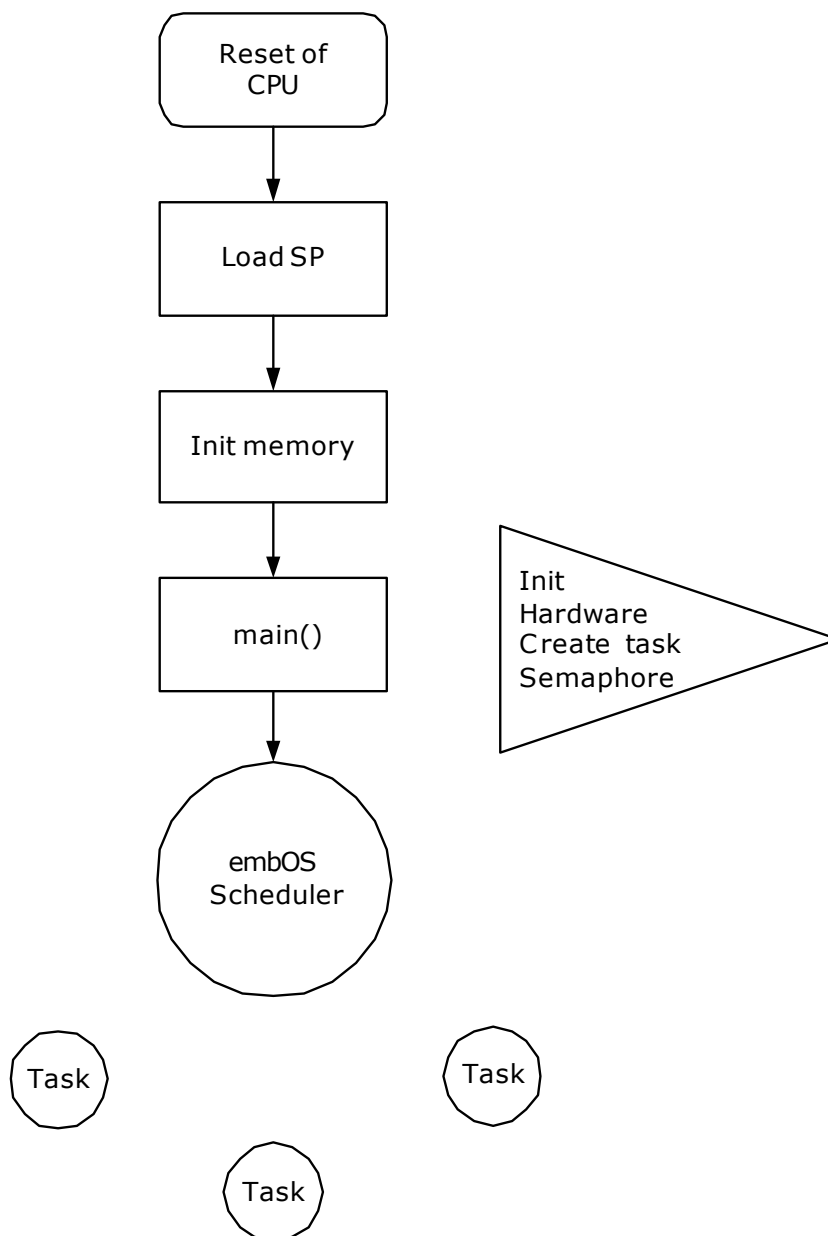 Reset of
CPU
Load SP
Init memory
Init
Hardware
Create task
Semaphore
main()
embOS
Scheduler
Task
Task
Task